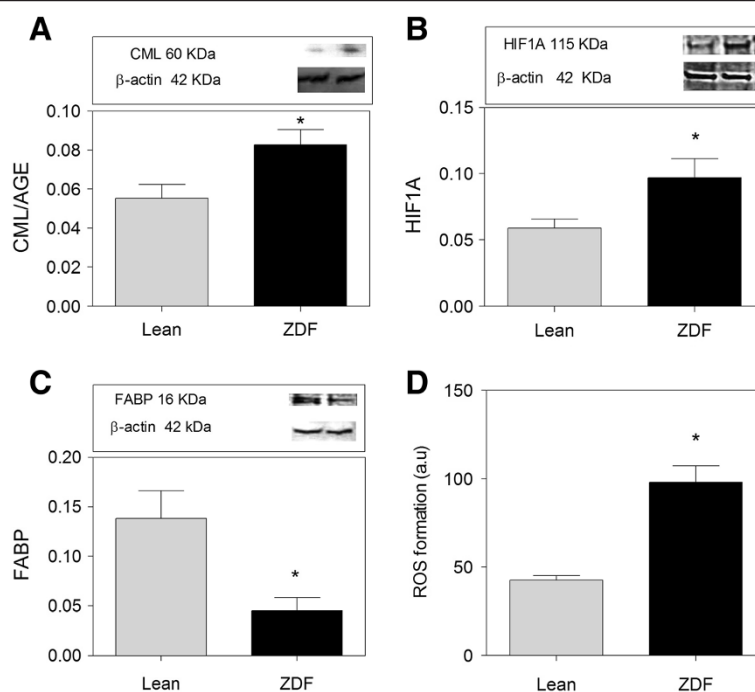 A
CML 60 KDa
β-actin 42 KDa
0.10
0.08
0.06
0.04
0.02
0.00
CML/AGE
*
Lean ZDF
B
HIF1A 115 KDa
β-actin 42 KDa
0.15
0.10
0.05
0.00
HIF1A
*
Lean ZDF
C
FABP 16 KDa
β-actin 42 kDa
0.20
0.15
0.10
0.05
0.00
FABP
*
Lean ZDF
D
150
100
50
0
ROS formation (a.u)
*
Lean ZDF